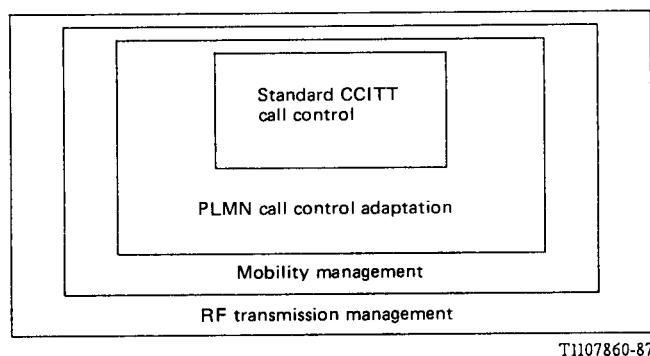 Standard CCITT
call control
PLMN call control adaptation
Mobility management
RF transmission management
T1107860-87